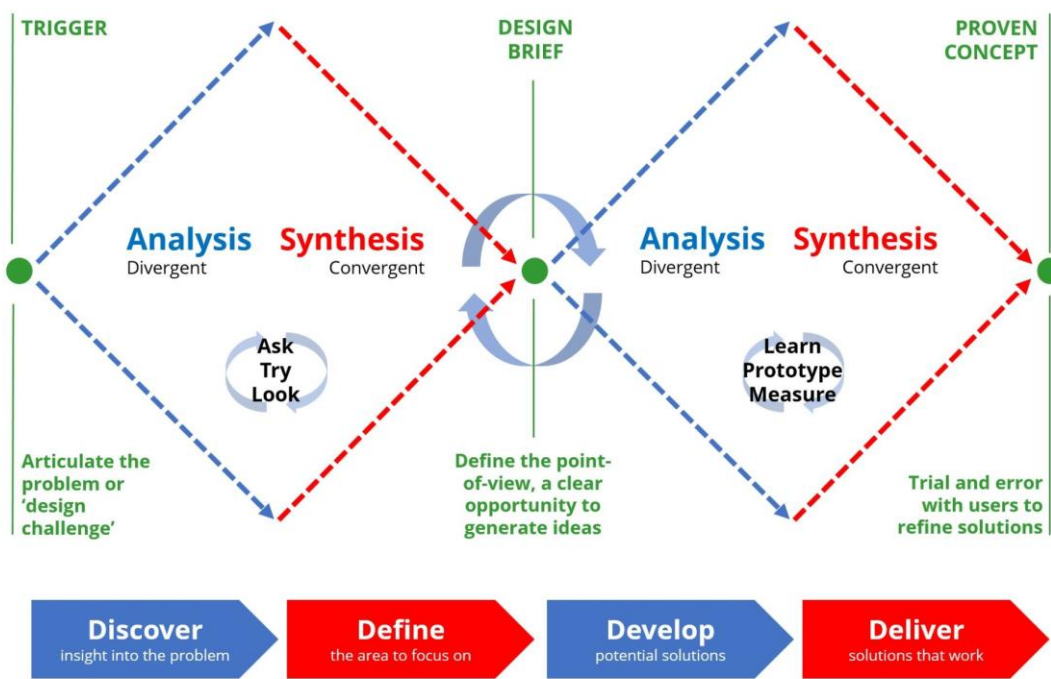 TRIGGER
DESIGN
BRIEF
PROVEN
CONCEPT
Analysis
Divergent
Synthesis
Convergent
Analysis
Divergent
Synthesis
Convergent
Ask
Try
Look
Learn
Prototype
Measure
Articulate the
problem or
‘design
challenge’
Define the point-
of-view, a clear
opportunity to
generate ideas
Trial and error
with users to
refine solutions
Discover
insight into the problem
Define
the area to focus on
Develop
potential solutions
Deliver
solutions that work